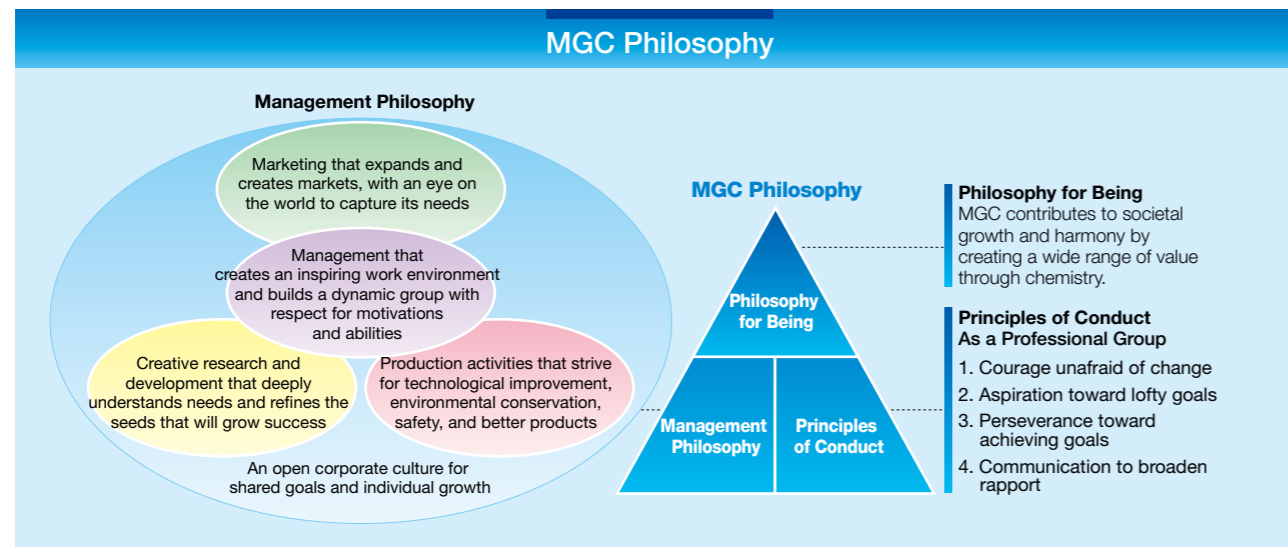 MGC Philosophy
Management Philosophy
Marketing that expands and
creates markets, with an eye on
the world to capture its needs
Management that
creates an inspiring work environment
and builds a dynamic group with
respect for motivations
and abilities
Creative research and
development that deeply
understands needs and refines the
seeds that will grow success
Production activities that strive
for technological improvement,
environmental conservation,
safety, and better products
An open corporate culture for
shared goals and individual growth
MGC Philosophy
Philosophy
for Being
Management
Philosophy
Principles
of Conduct
Philosophy for Being
MGC contributes to societal
growth and harmony by
creating a wide range of value
through chemistry.
Principles of Conduct
As a Professional Group
1. Courage unafraid of change
2. Aspiration toward lofty goals
3. Perseverance toward
achieving goals
4. Communication to broaden
rapport